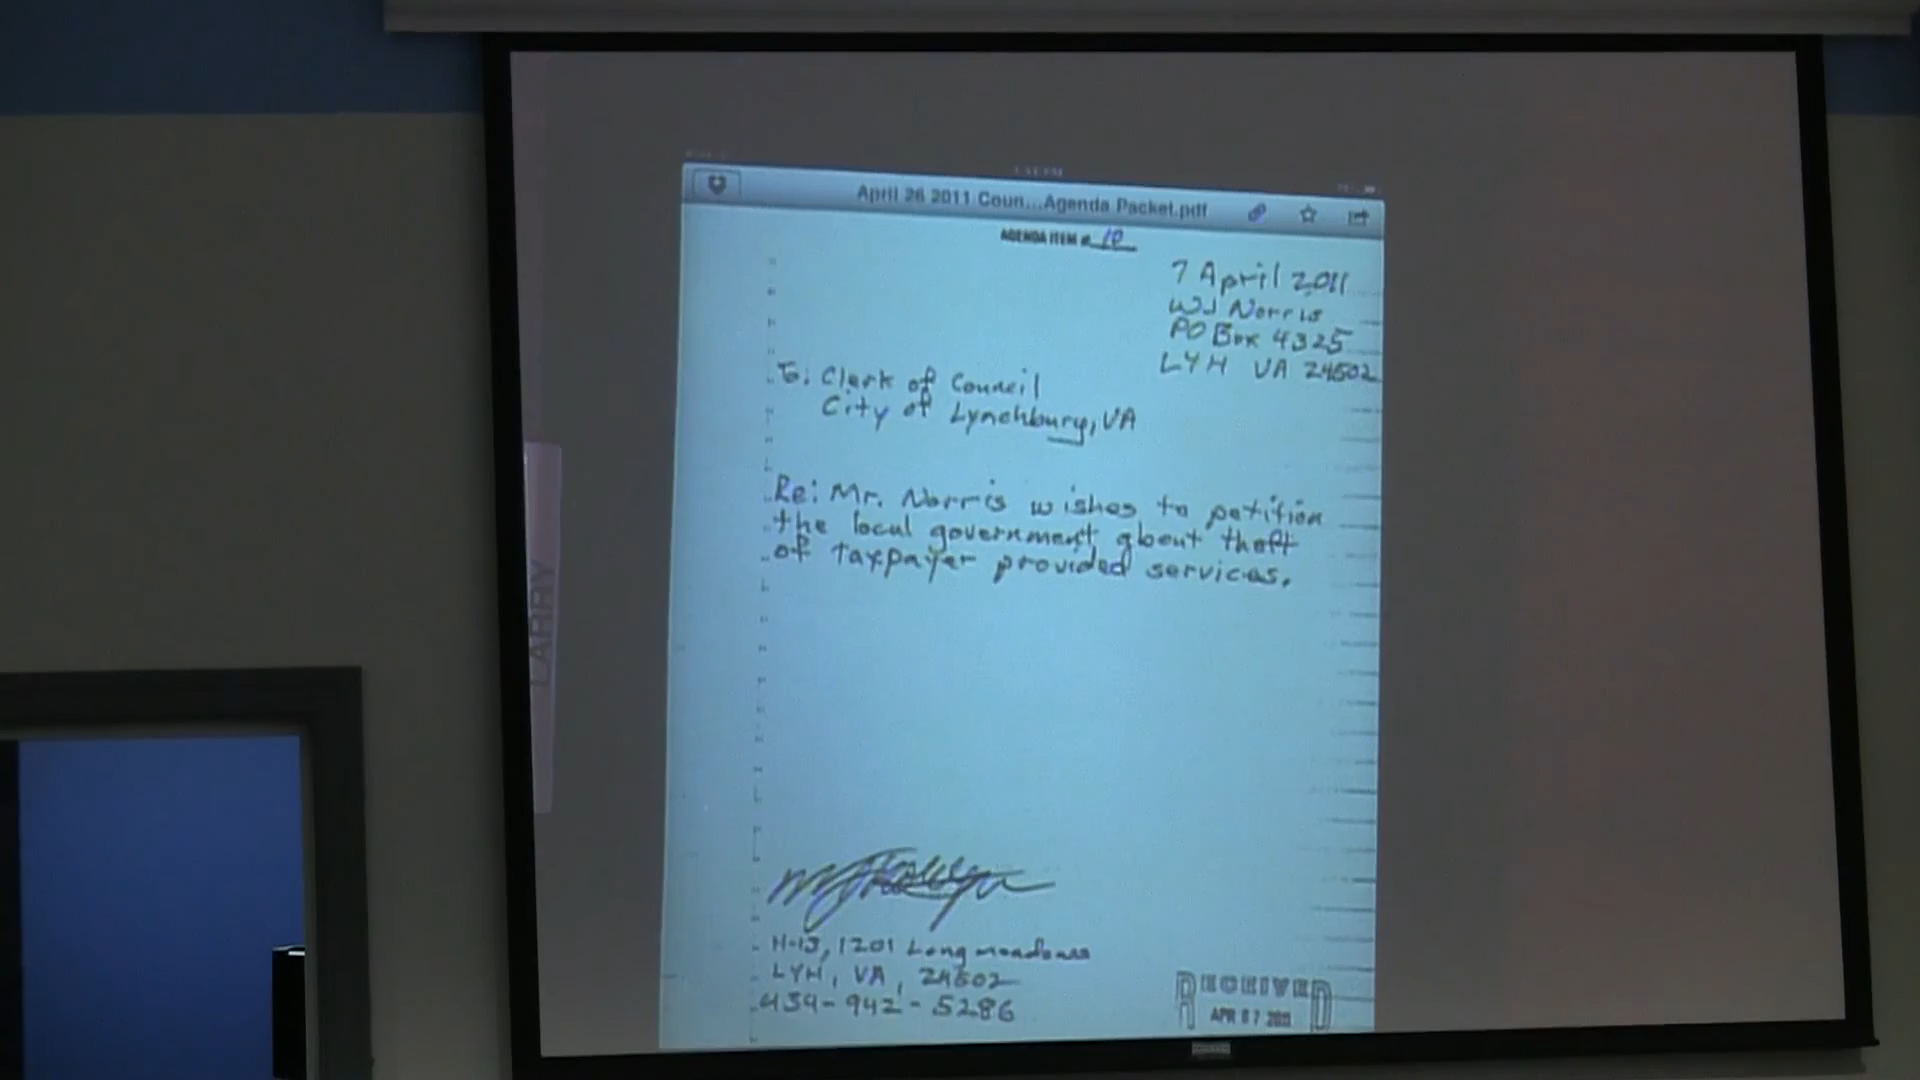 April 26 2011 Coun...Agenda Packet.pdf
AGENDA ITEM # 10
7 April 2011
WJ Norris
PO Box 4325
LYH VA 24502
To: Clerk of Council
City of Lynchburg, VA
Re: Mr. Norris wishes to petition
the local government about theft
of taxpayer provided services.
H-13, 1201 Long meadows
LYH, VA, 24502
434-942-5286
RECEIVED
APR 07 2011
LARRY